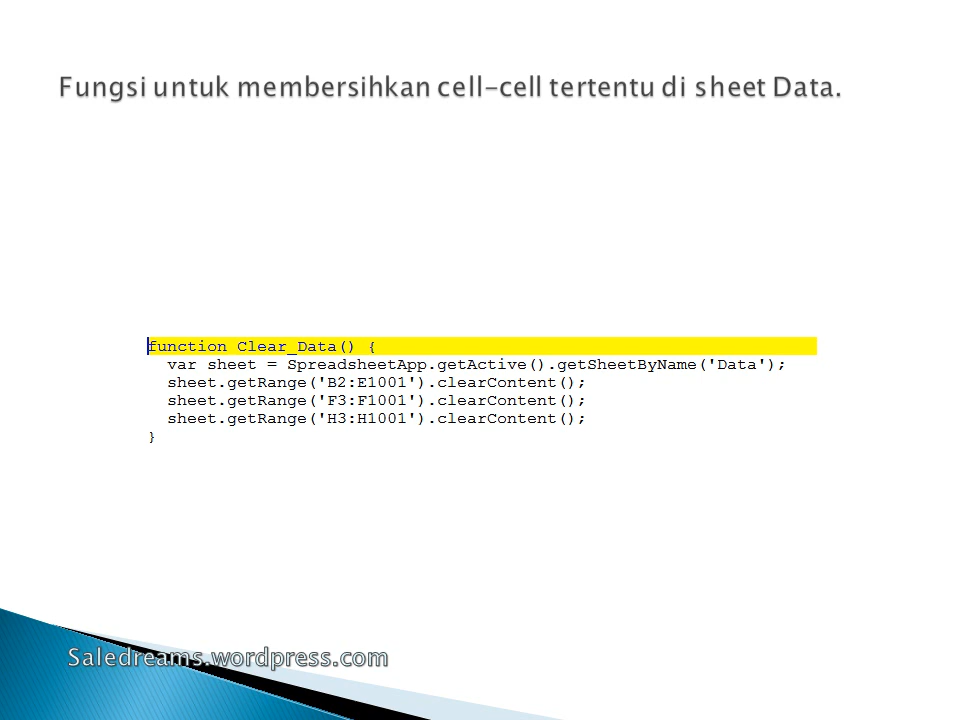 Fungsi untuk membersihkan cell-cell tertentu di sheet Data.
function Clear_Data() {
  var sheet = SpreadsheetApp.getActive().getSheetByName('Data');
  sheet.getRange('B2:E1001').clearContent();
  sheet.getRange('F3:F1001').clearContent();
  sheet.getRange('H3:H1001').clearContent();
}
Saledreams.wordpress.com